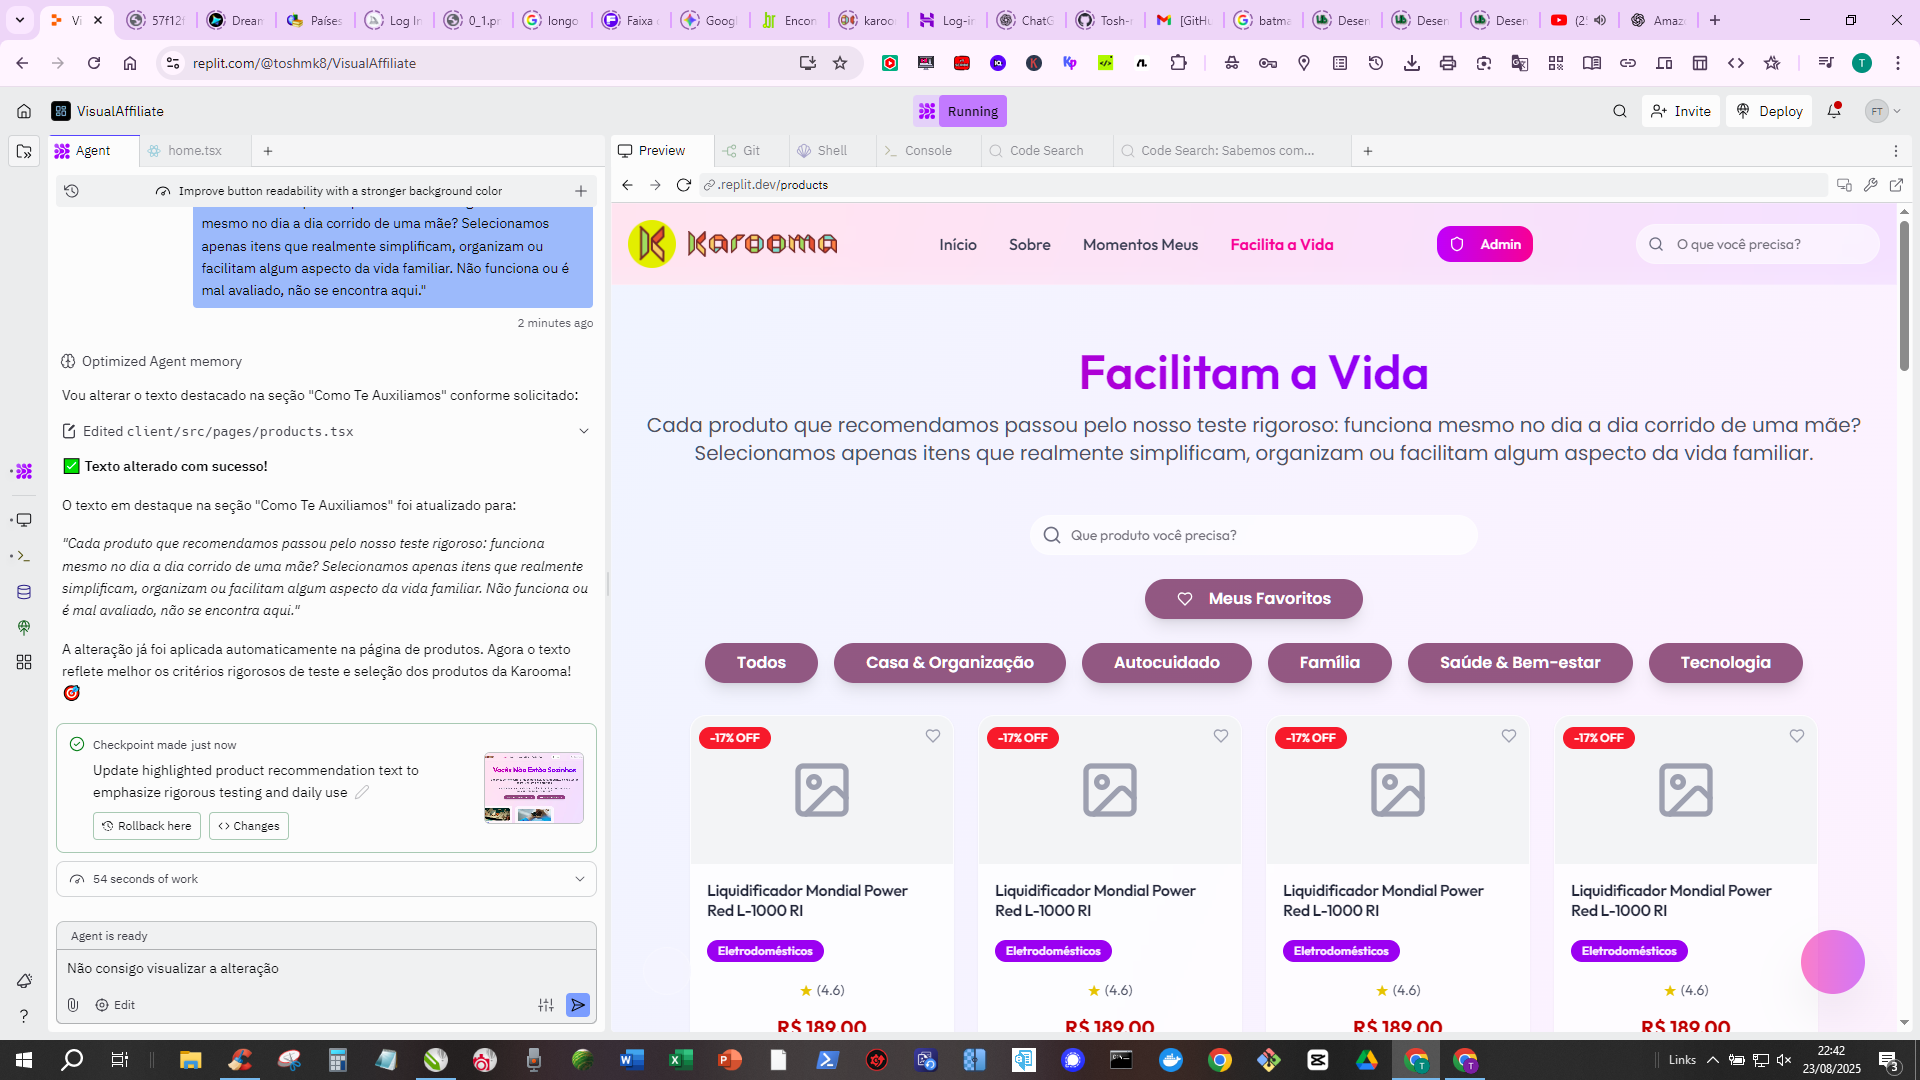 Vi
57f12f
Dream
Países
Log In
0_1.pr
longo
Faixa d
Googl
Encon
karoo
Log-in
ChatG
Tosh-m
[GitHu
batma
Desen
Desen
Desen
(2
Amaz
replit.com/@toshmk8/VisualAffiliate
VisualAffiliate
Running
Invite
Deploy
FT
Agent
home.tsx
Preview
Git
Shell
Console
Code Search
Code Search: Sabemos com...
Improve button readability with a stronger background color
.replit.dev/products
mesmo no dia a dia corrido de uma mãe? Selecionamos
apenas itens que realmente simplificam, organizam ou
facilitam algum aspecto da vida familiar. Não funciona ou é
mal avaliado, não se encontra aqui."
2 minutes ago
Optimized Agent memory
Vou alterar o texto destacado na seção "Como Te Auxiliamos" conforme solicitado:
Edited client/src/pages/products.tsx
Texto alterado com sucesso!
O texto em destaque na seção "Como Te Auxiliamos" foi atualizado para:
"Cada produto que recomendamos passou pelo nosso teste rigoroso: funciona
mesmo no dia a dia corrido de uma mãe? Selecionamos apenas itens que realmente
simplificam, organizam ou facilitam algum aspecto da vida familiar. Não funciona ou
é mal avaliado, não se encontra aqui."
A alteração já foi aplicada automaticamente na página de produtos. Agora o texto
reflete melhor os critérios rigorosos de teste e seleção dos produtos da Karooma!
Checkpoint made just now
Update highlighted product recommendation text to
emphasize rigorous testing and daily use
Vocês Não Estão Sozinhas
Rollback here
Changes
54 seconds of work
Agent is ready
Não consigo visualizar a alteração
Edit
Karooma
Início
Sobre
Momentos Meus
Facilita a Vida
Admin
O que você precisa?
Facilitam a Vida
Cada produto que recomendamos passou pelo nosso teste rigoroso: funciona mesmo no dia a dia corrido de uma mãe?
Selecionamos apenas itens que realmente simplificam, organizam ou facilitam algum aspecto da vida familiar.
Que produto você precisa?
Meus Favoritos
Todos
Casa & Organização
Autocuidado
Família
Saúde & Bem-estar
Tecnologia
-17% OFF
-17% OFF
-17% OFF
-17% OFF
Liquidificador Mondial Power
Red L-1000 RI
Liquidificador Mondial Power
Red L-1000 RI
Liquidificador Mondial Power
Red L-1000 RI
Liquidificador Mondial Power
Red L-1000 RI
Eletrodomésticos
Eletrodomésticos
Eletrodomésticos
Eletrodomésticos
(4.6)
(4.6)
(4.6)
(4.6)
R$ 189,00
R$ 189,00
R$ 189,00
R$ 189,00
Links
22:42
23/08/2025
3